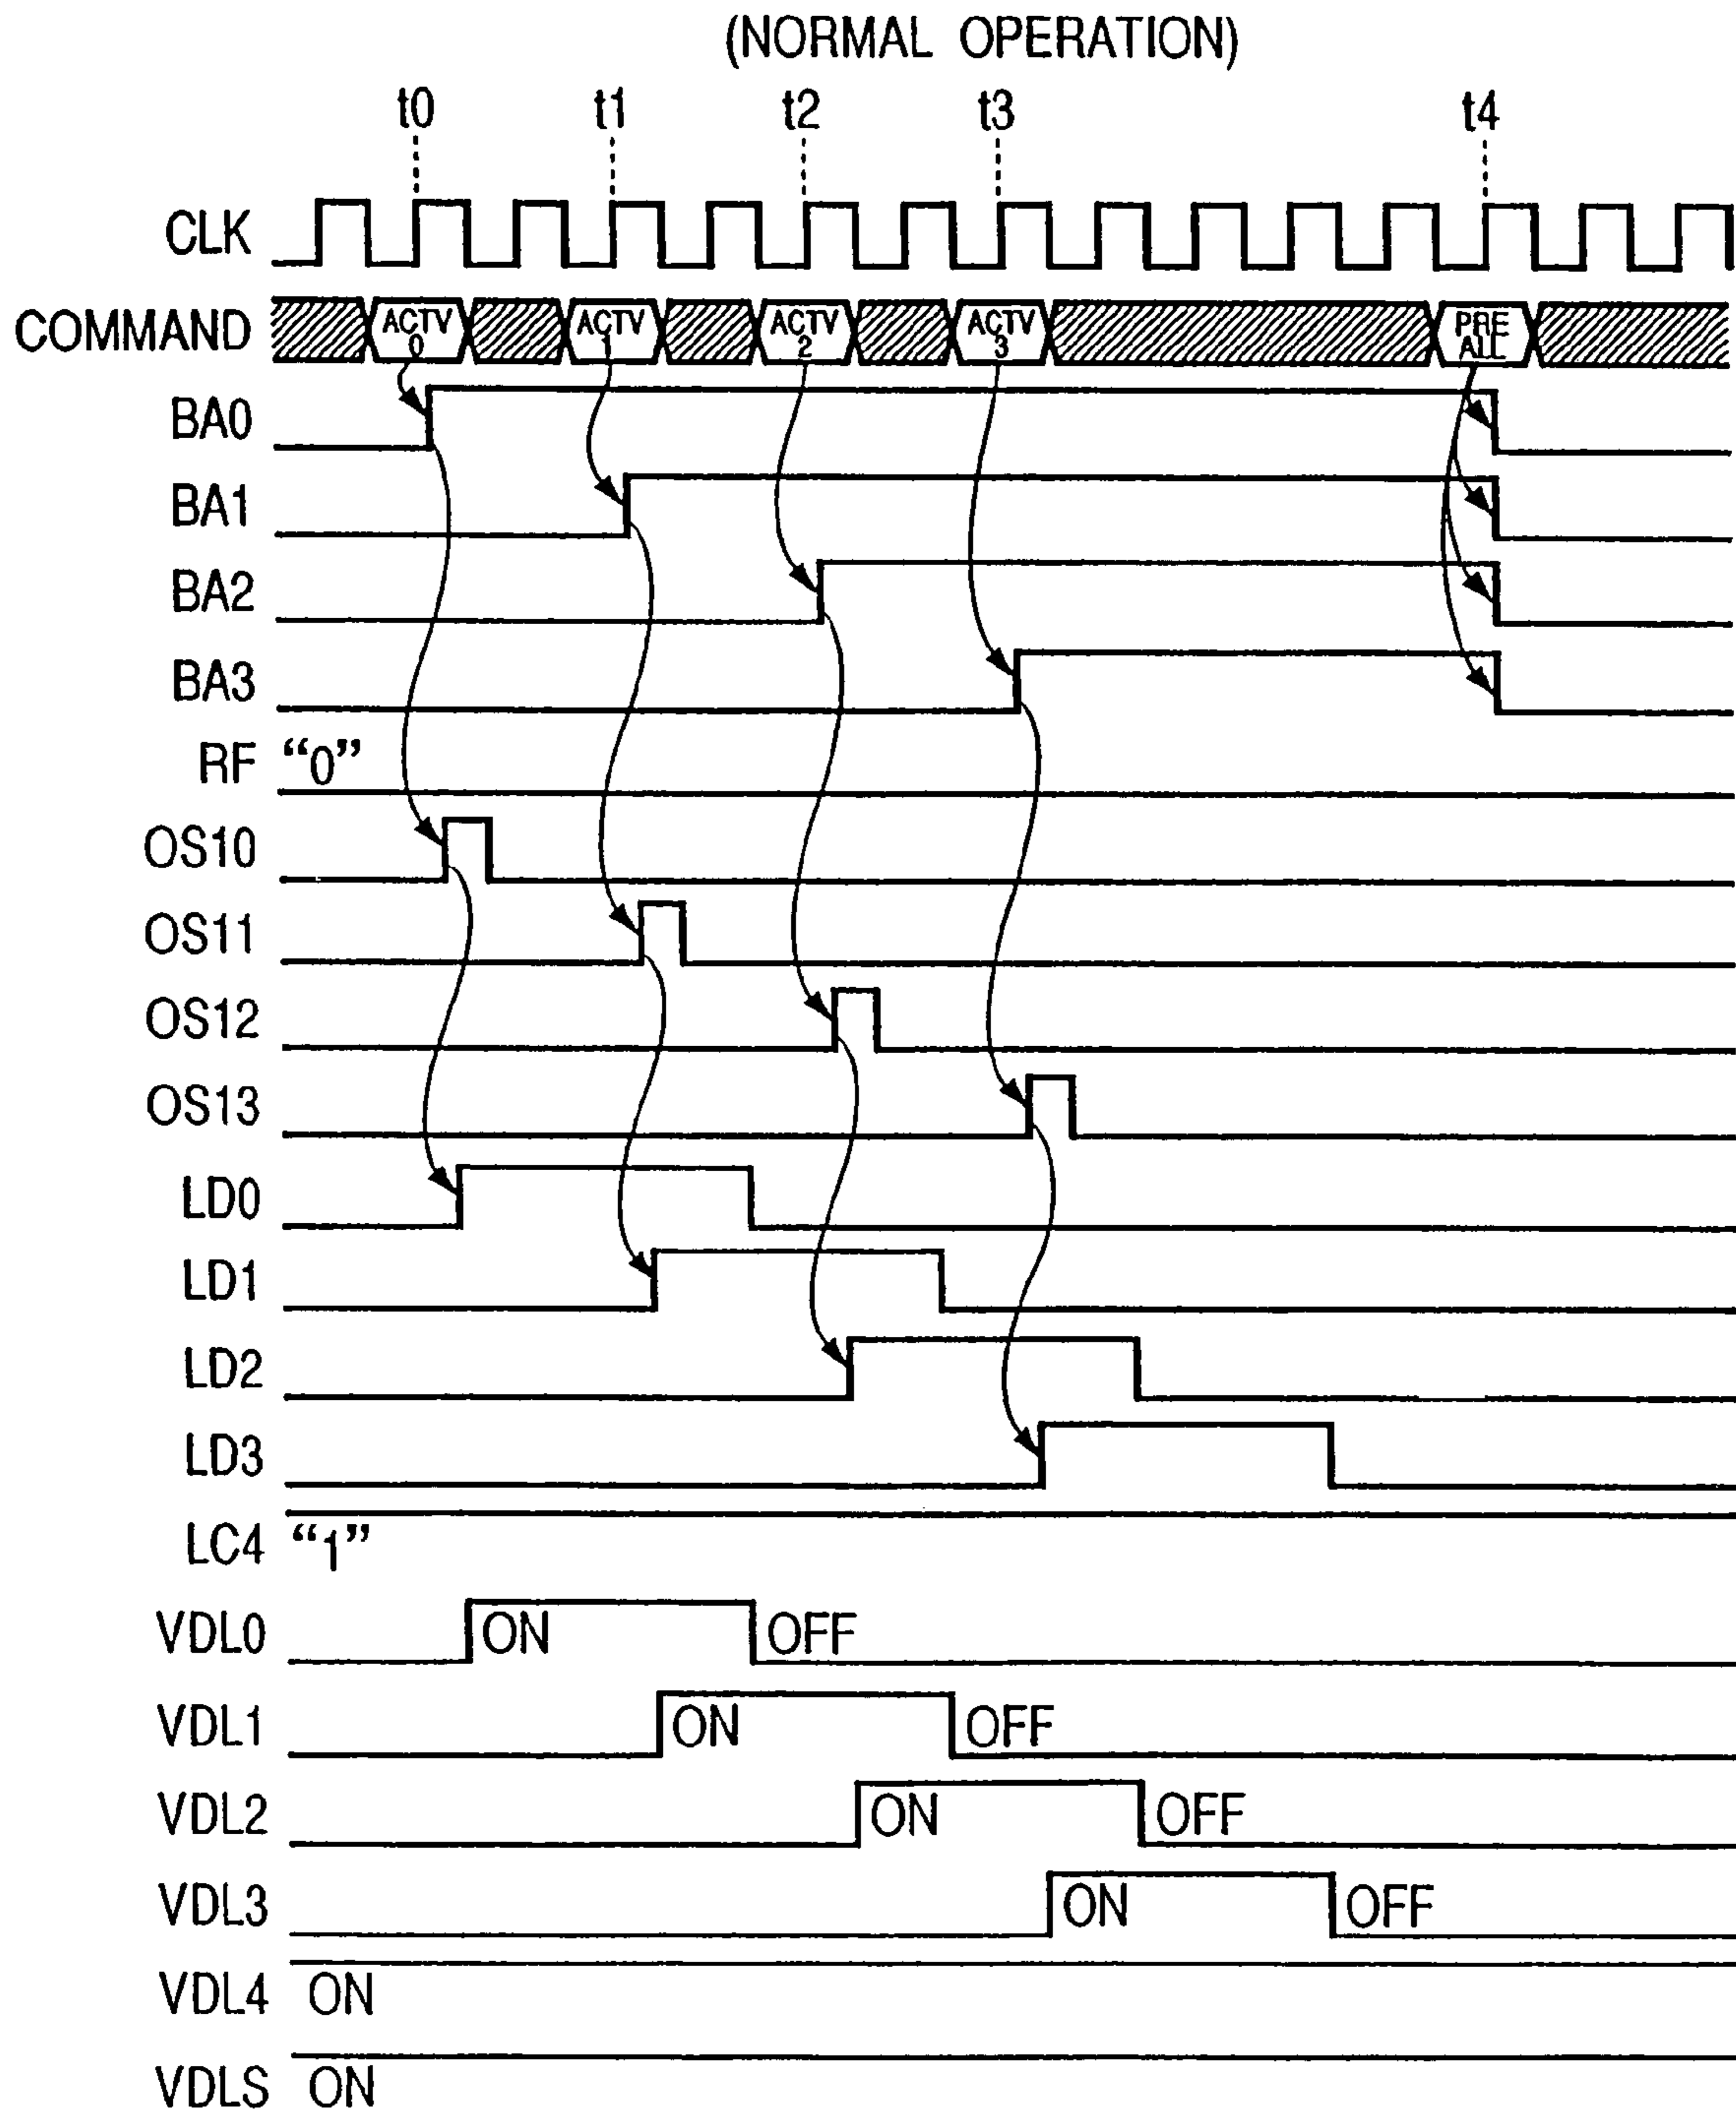 (NORMAL OPERATION)
t0 t1 t2 t3 t4
CLK
COMMAND ACTV 0 ACTV 1 ACTV 2 ACTV 3 PRE ALL
BA0
BA1
BA2
BA3
RF “0”
OS10
OS11
OS12
OS13
LD0
LD1
LD2
LD3
LC4 “1”
VDL0 ON OFF
VDL1 ON OFF
VDL2 ON OFF
VDL3 ON OFF
VDL4 ON
VDLS ON